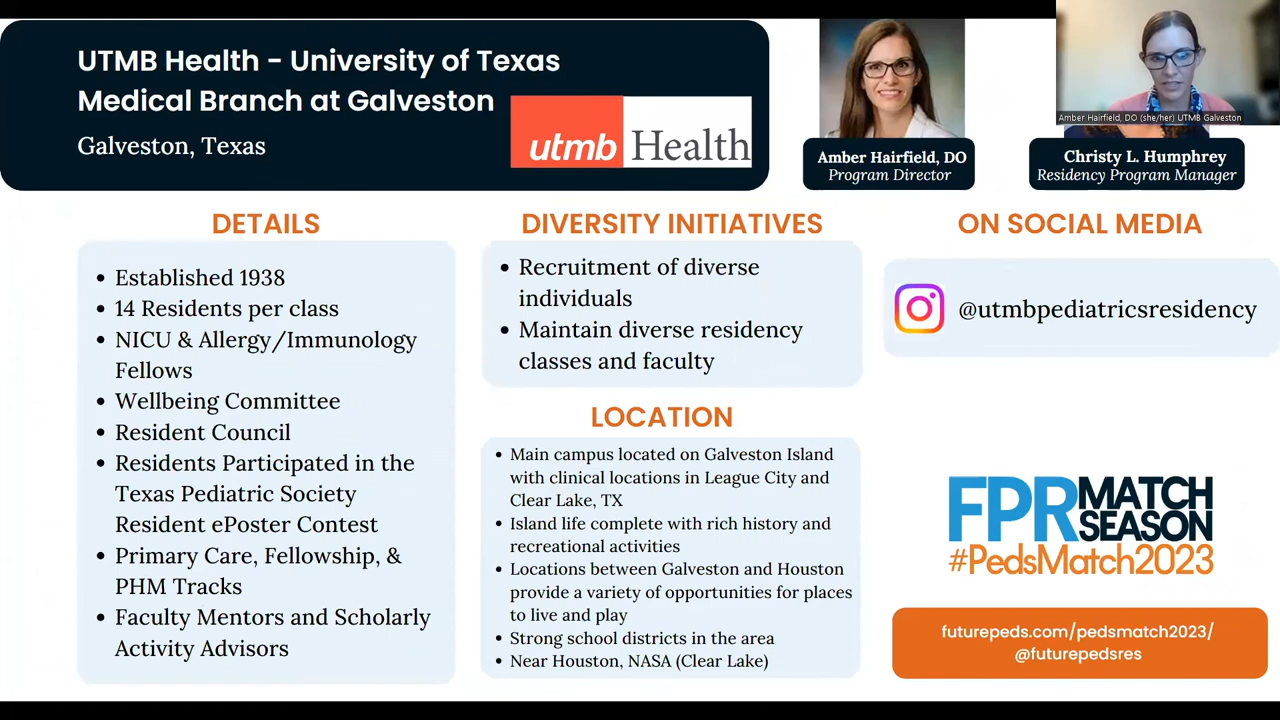 UTMB Health - University of Texas
Medical Branch at Galveston
Galveston, Texas
utmb Health
Amber Hairfield, DO
Program Director
Amber Hairfield, DO (she/her) UTMB Galveston
Christy L. Humphrey
Residency Program Manager
DETAILS
• Established 1938
• 14 Residents per class
• NICU & Allergy/Immunology
Fellows
• Wellbeing Committee
• Resident Council
• Residents Participated in the
Texas Pediatric Society
Resident ePoster Contest
• Primary Care, Fellowship, &
PHM Tracks
• Faculty Mentors and Scholarly
Activity Advisors
DIVERSITY INITIATIVES
• Recruitment of diverse
individuals
• Maintain diverse residency
classes and faculty
LOCATION
• Main campus located on Galveston Island
with clinical locations in League City and
Clear Lake, TX
• Island life complete with rich history and
recreational activities
• Locations between Galveston and Houston
provide a variety of opportunities for places
to live and play
• Strong school districts in the area
• Near Houston, NASA (Clear Lake)
ON SOCIAL MEDIA
@utmbpediatricsresidency
FPR MATCH
SEASON
#PedsMatch2023
futurepeds.com/pedsmatch2023/
@futurepedsres